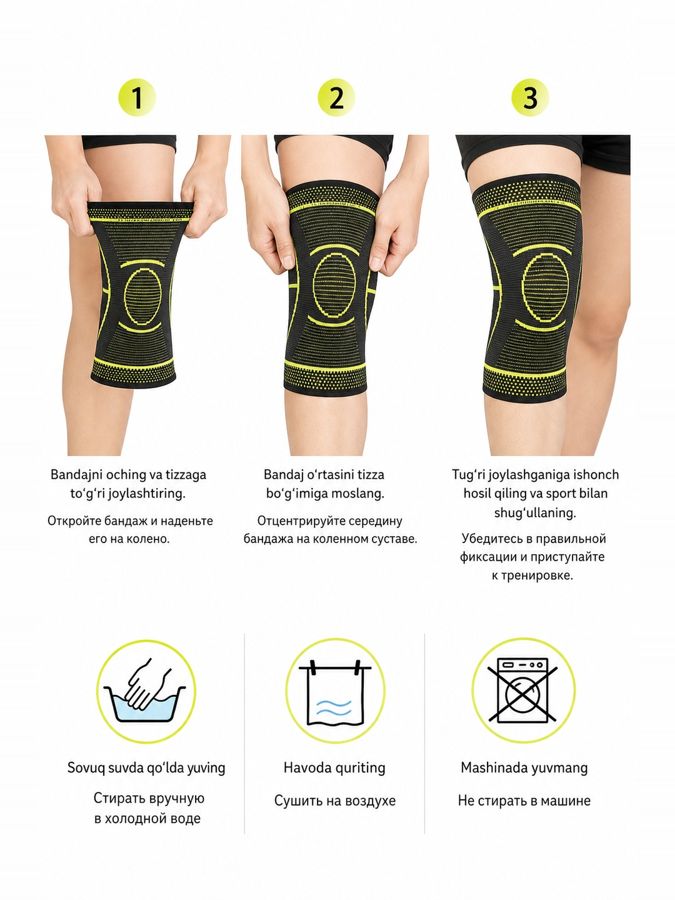 1
2
3
Bandajni oching va tizzaga
to‘g‘ri joylashtiring.
Откройте бандаж и наденьте
его на колено.
Bandaj o‘rtasini tizza
bo‘g‘imiga moslang.
Отцентрируйте середину
бандажа на коленном суставе.
Tug‘ri joylashganiga ishonch
hosil qiling va sport bilan
shug‘ullaning.
Убедитесь в правильной
фиксации и приступайте
к тренировке.
Sovuq suvda qo‘lda yuving
Стирать вручную
в холодной воде
Havoda quriting
Сушить на воздухе
Mashinada yuvmang
Не стирать в машине